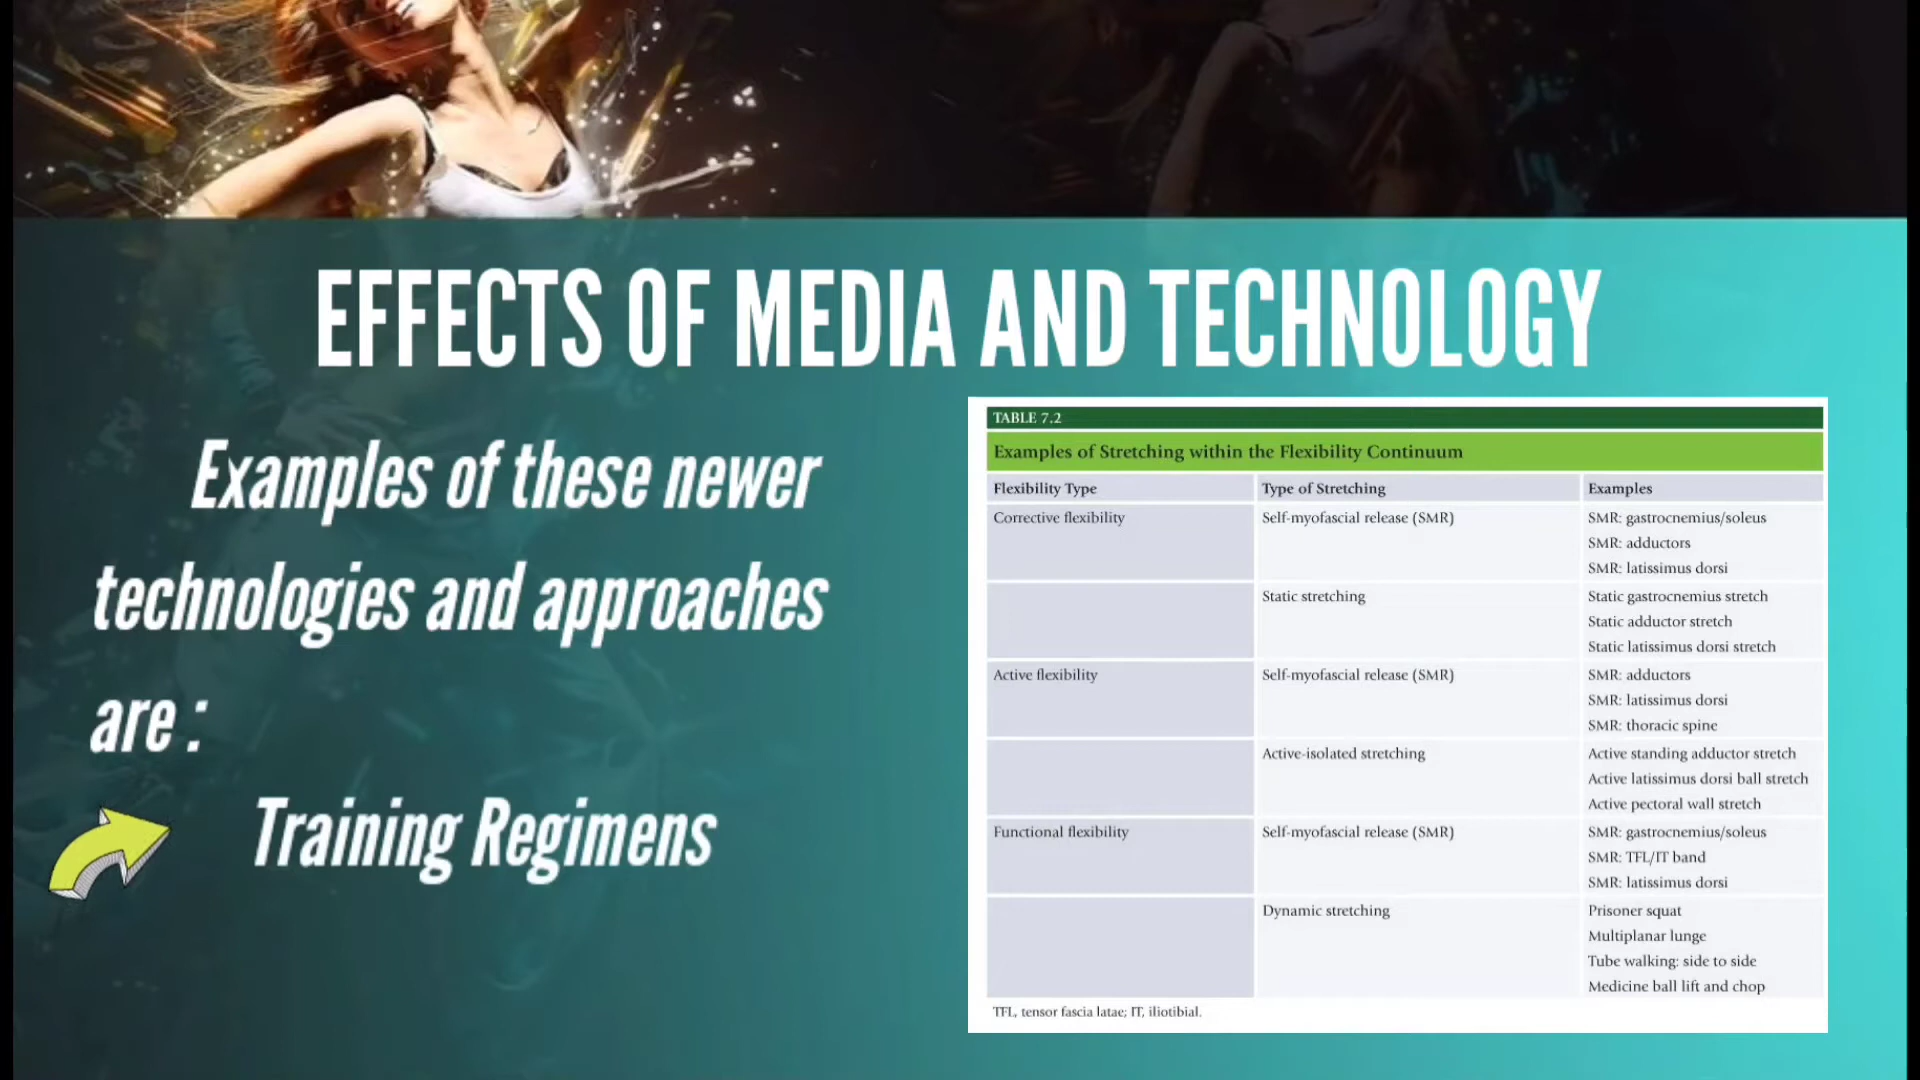 EFFECTS OF MEDIA AND TECHNOLOGY
Examples of these newer
technologies and approaches
are :
Training Regimens
TABLE 7.2
Examples of Stretching within the Flexibility Continuum
Flexibility Type Type of Stretching Examples
Corrective flexibility Self-myofascial release (SMR) SMR: gastrocnemius/soleus
SMR: adductors
SMR: latissimus dorsi
Static stretching Static gastrocnemius stretch
Static adductor stretch
Static latissimus dorsi stretch
Active flexibility Self-myofascial release (SMR) SMR: adductors
SMR: latissimus dorsi
SMR: thoracic spine
Active-isolated stretching Active standing adductor stretch
Active latissimus dorsi ball stretch
Active pectoral wall stretch
Functional flexibility Self-myofascial release (SMR) SMR: gastrocnemius/soleus
SMR: TFL/IT band
SMR: latissimus dorsi
Dynamic stretching Prisoner squat
Multiplanar lunge
Tube walking: side to side
Medicine ball lift and chop
TFL, tensor fascia latae; IT, iliotibial.